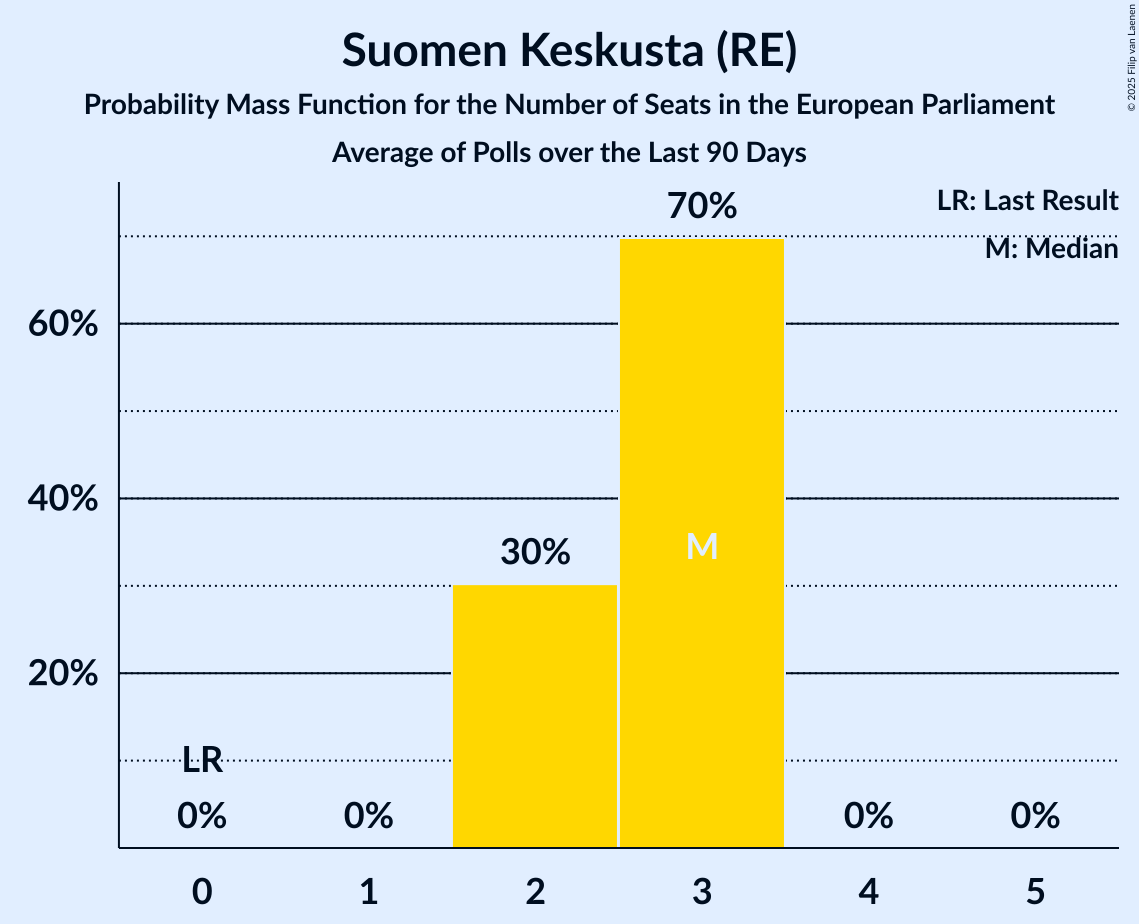 Suomen Keskusta (RE)
Probability Mass Function for the Number of Seats in the European Parliament
Average of Polls over the Last 90 Days
© 2025 Filip van Laenen
LR: Last Result
M: Median
70%
60%
40%
30%
M
20%
LR
0%
0%
0%
0%
0
1
2
3
4
5